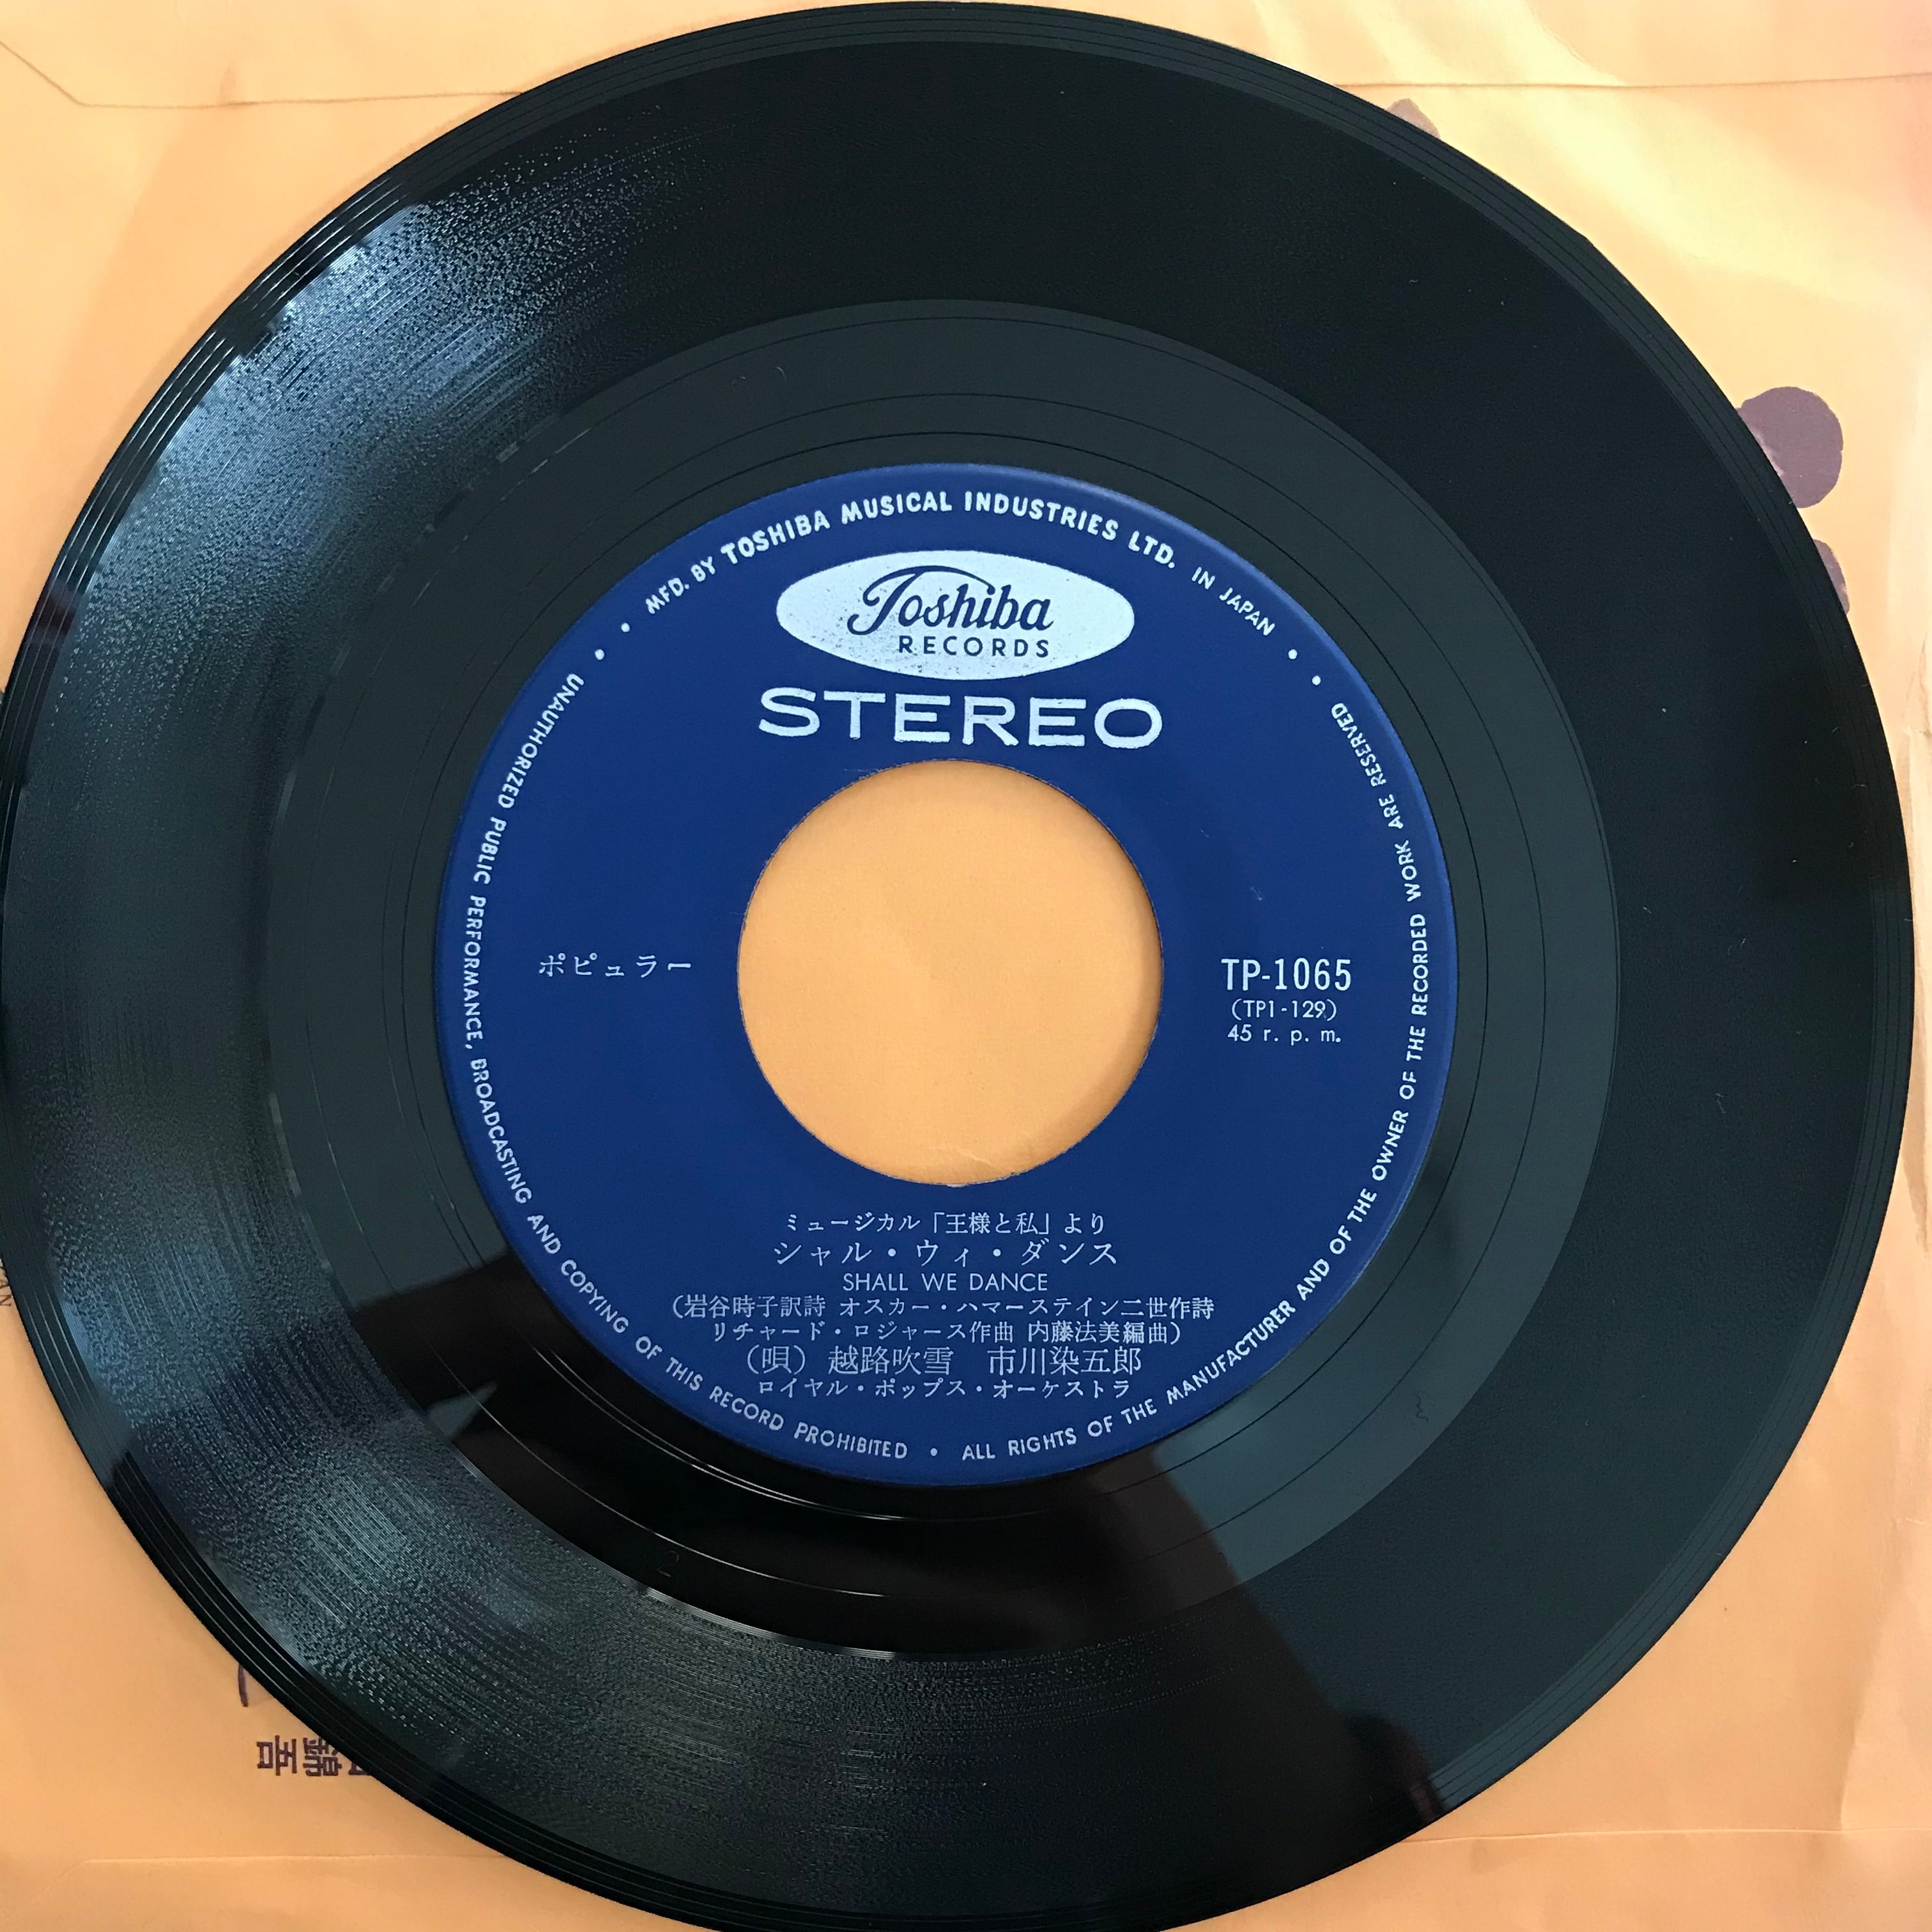 MFD. BY TOSHIBA MUSICAL INDUSTRIES LTD. IN JAPAN
Toshiba
RECORDS
STEREO
ポピュラー
TP-1065
(TP1-129)
45 r. p. m.
ミュージカル「王様と私」より
シャル・ウィ・ダンス
SHALL WE DANCE
(岩谷時子訳詩 オスカー・ハマーステイン二世作詩
リチャード・ロジャース作曲 内藤法美編曲)
(唄) 越路吹雪 市川染五郎
ロイヤル・ポップス・オーケストラ
UNAUTHORIZED PUBLIC PERFORMANCE, BROADCASTING AND COPYING OF THIS RECORD PROHIBITED • ALL RIGHTS OF THE MANUFACTURER AND OF THE OWNER OF THE RECORDED WORK ARE RESERVED
2